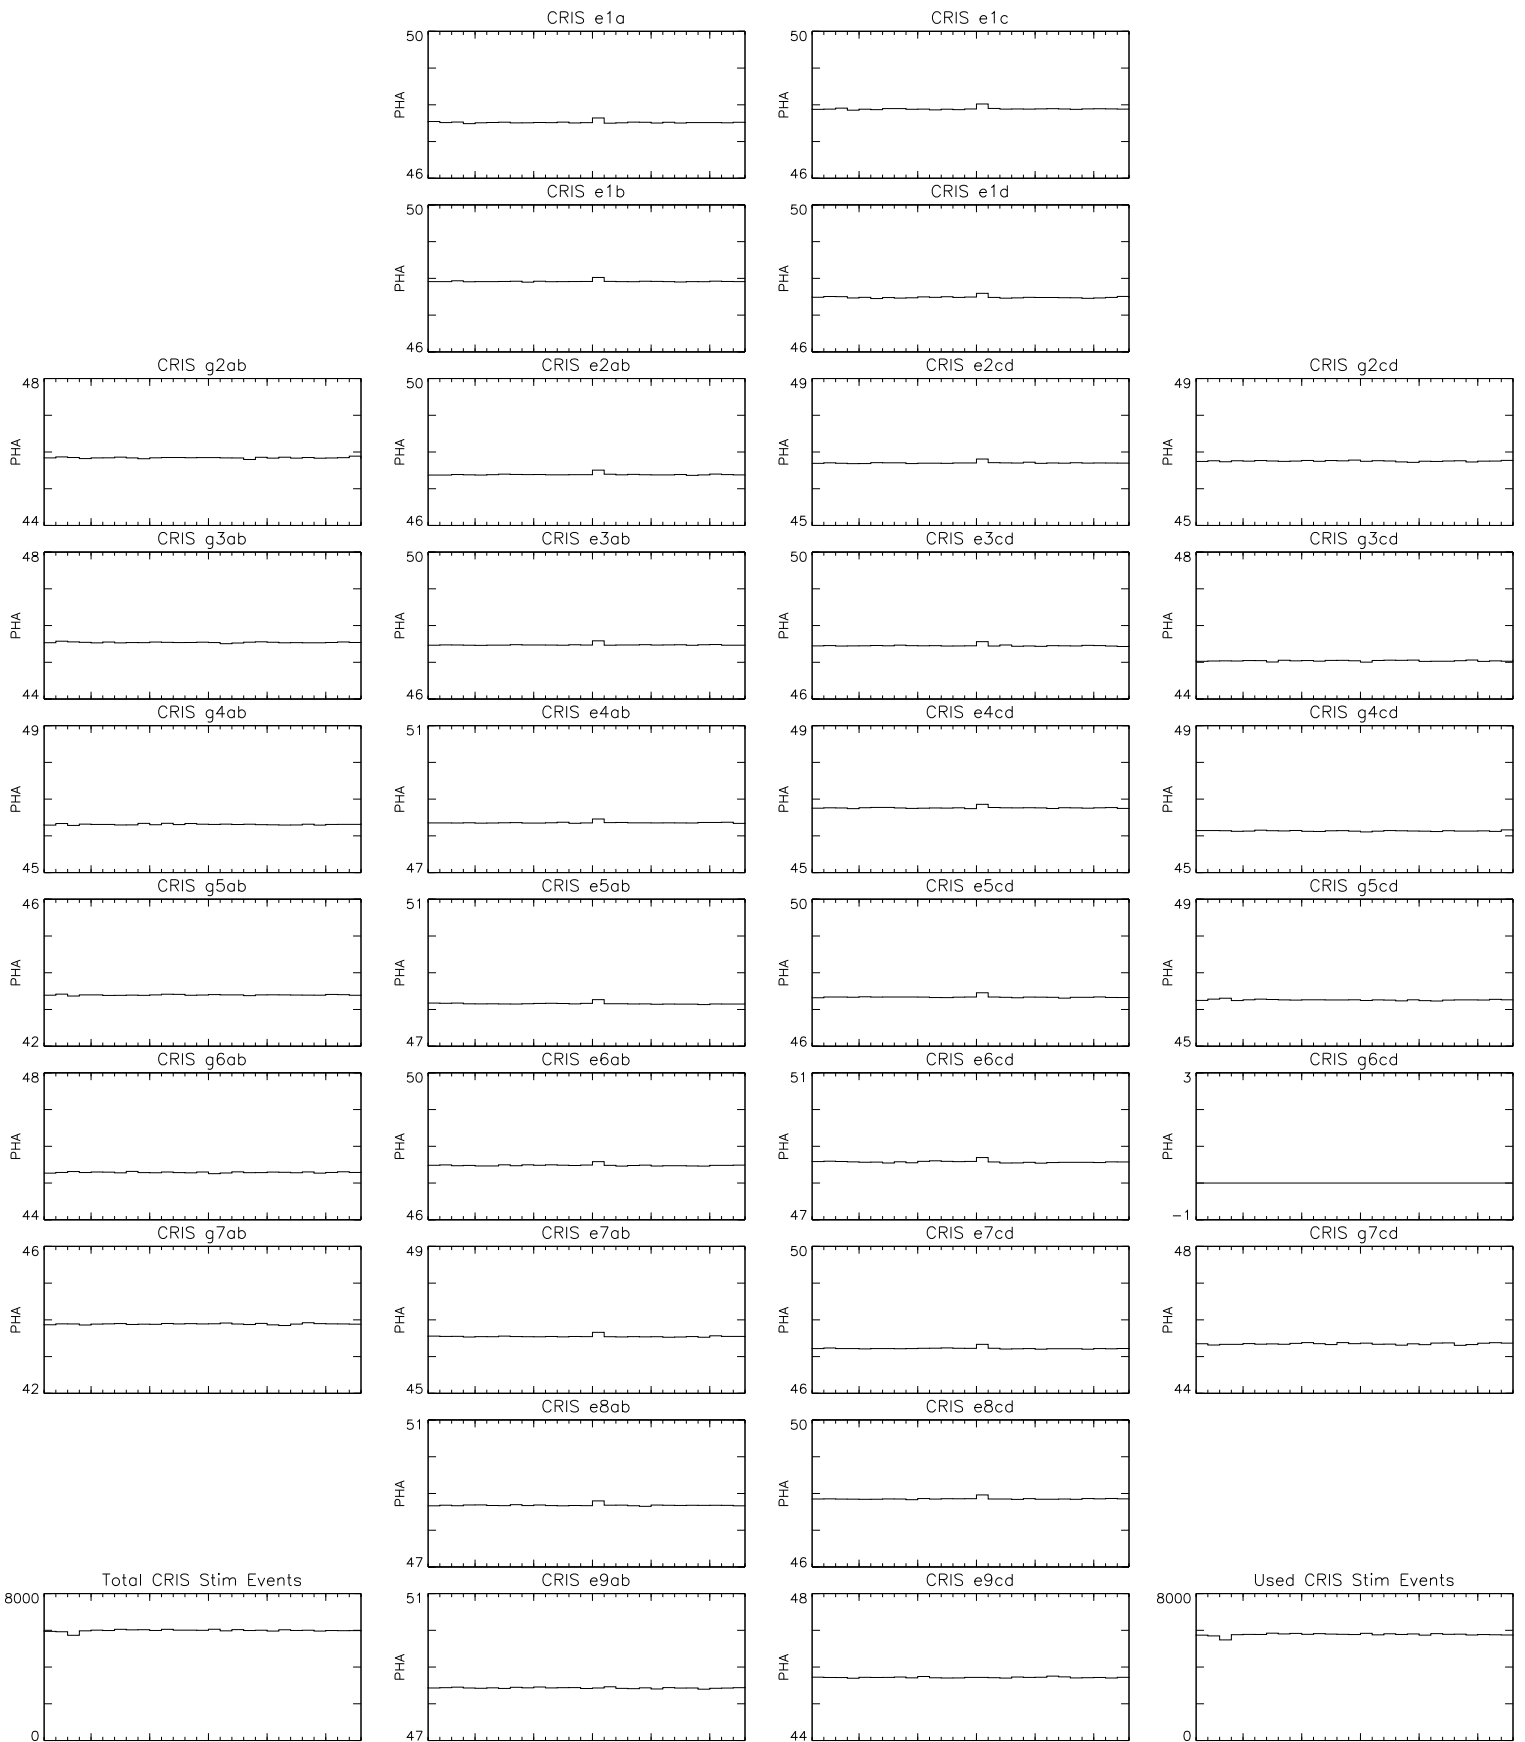 CRIS e1a
CRIS e1c
50
PHA
46
50
PHA
46
CRIS e1b
CRIS e1d
50
PHA
46
50
PHA
46
CRIS g2ab
CRIS e2ab
CRIS e2cd
CRIS g2cd
48
PHA
44
50
PHA
46
49
PHA
45
49
PHA
45
CRIS g3ab
CRIS e3ab
CRIS e3cd
CRIS g3cd
48
PHA
44
50
PHA
46
50
PHA
46
48
PHA
44
CRIS g4ab
CRIS e4ab
CRIS e4cd
CRIS g4cd
49
PHA
45
51
PHA
47
49
PHA
45
49
PHA
45
CRIS g5ab
CRIS e5ab
CRIS e5cd
CRIS g5cd
46
PHA
42
51
PHA
47
50
PHA
46
49
PHA
45
CRIS g6ab
CRIS e6ab
CRIS e6cd
CRIS g6cd
48
PHA
44
50
PHA
46
51
PHA
47
3
PHA
-1
CRIS g7ab
CRIS e7ab
CRIS e7cd
CRIS g7cd
46
PHA
42
49
PHA
45
50
PHA
46
48
PHA
44
CRIS e8ab
CRIS e8cd
51
PHA
47
50
PHA
46
Total CRIS Stim Events
CRIS e9ab
CRIS e9cd
Used CRIS Stim Events
8000
0
51
PHA
47
48
PHA
44
8000
0